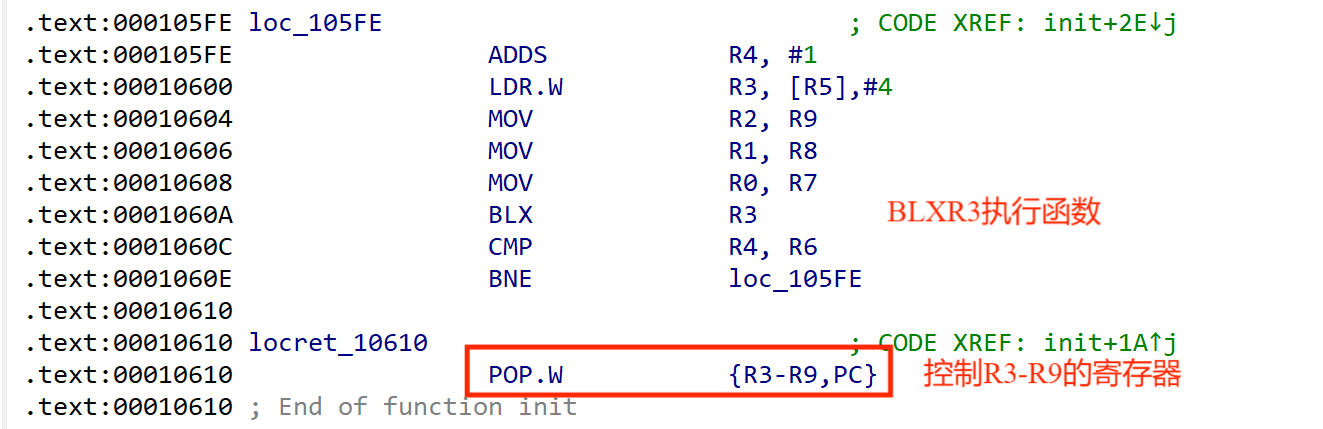 .text:000105FE loc_105FE ; CODE XREF: init+2E↓j
.text:000105FE ADDS R4, #1
.text:00010600 LDR.W R3, [R5],#4
.text:00010604 MOV R2, R9
.text:00010606 MOV R1, R8
.text:00010608 MOV R0, R7
.text:0001060A BLX R3 BLXR3执行函数
.text:0001060C CMP R4, R6
.text:0001060E BNE loc_105FE
.text:00010610
.text:00010610 locret_10610 ; CODE XREF: init+1A↑j
.text:00010610 POP.W {R3-R9,PC} 控制R3-R9的寄存器
.text:00010610 ; End of function init